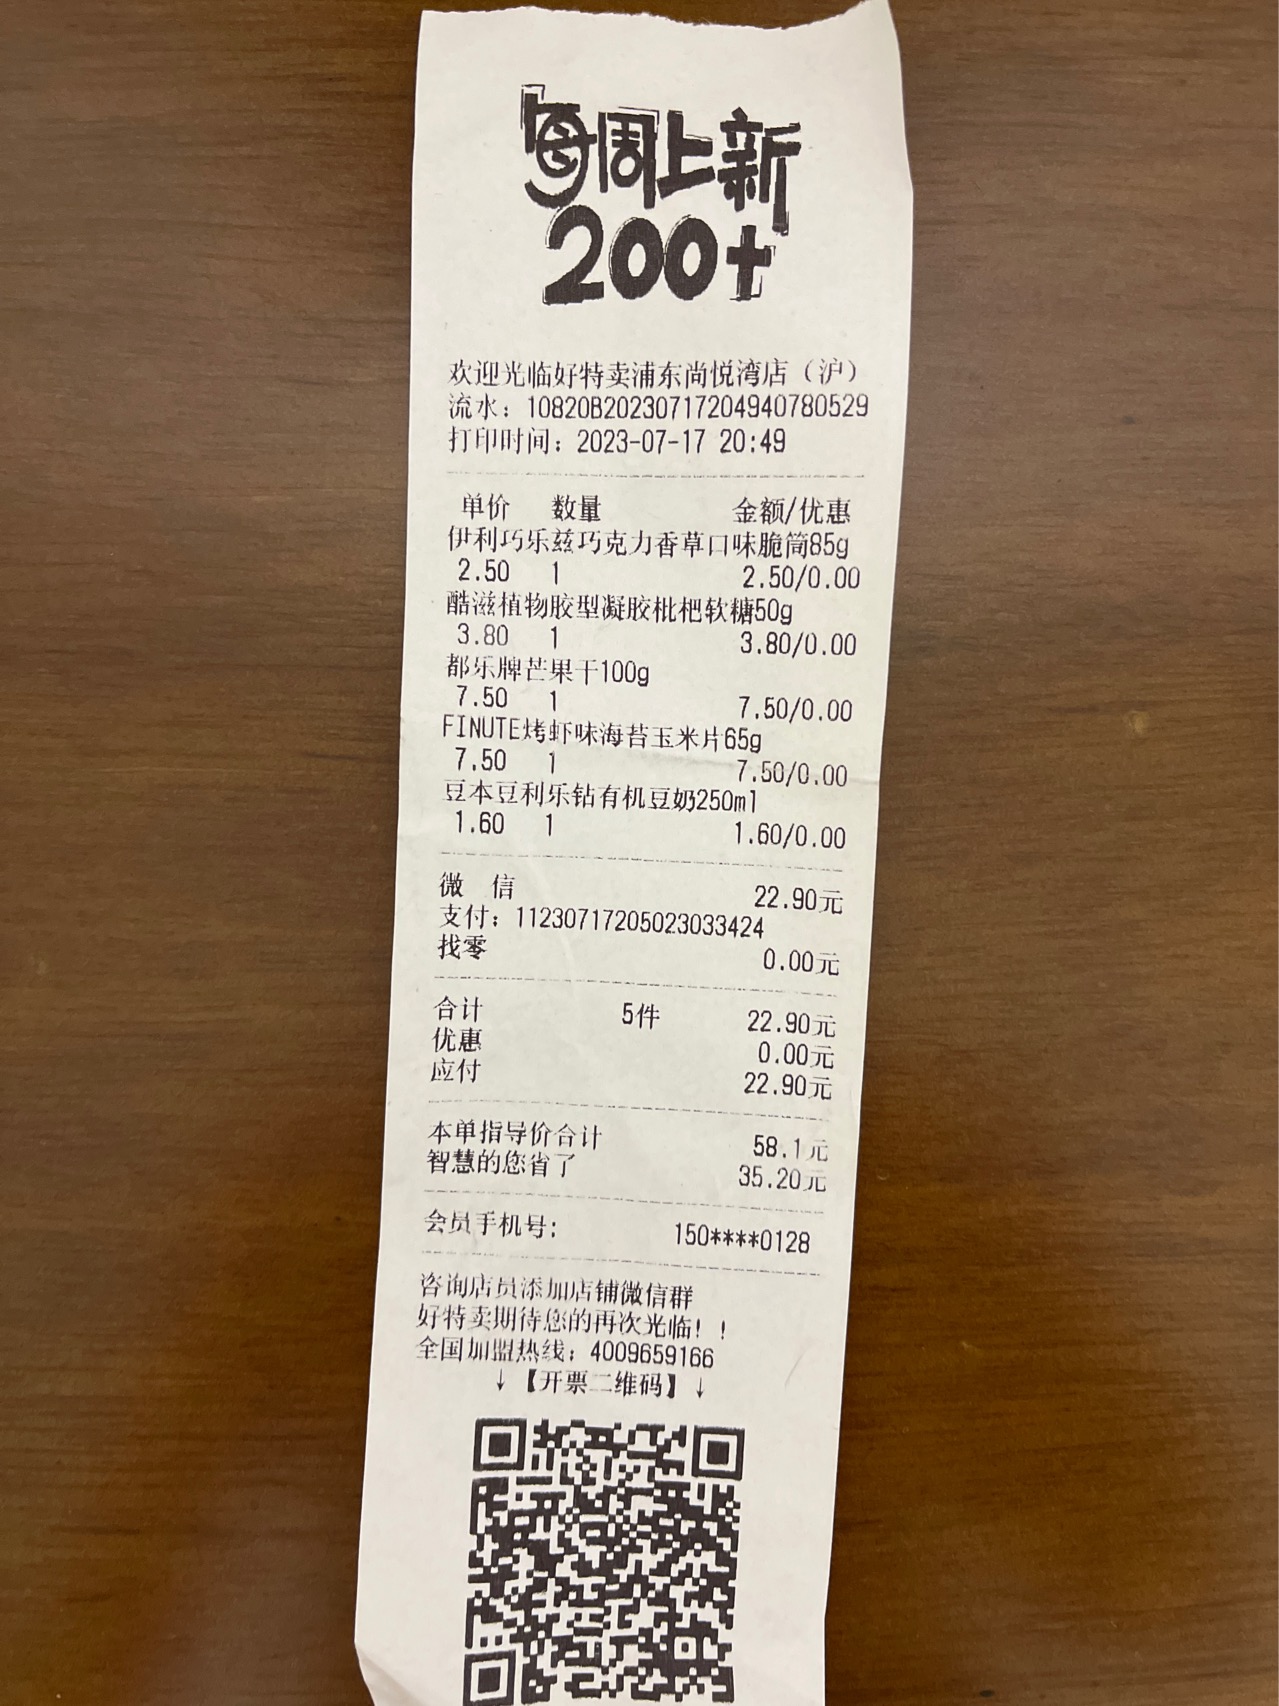 每周上新
200+
欢迎光临好特卖浦东尚悦湾店（沪）
流水：10820B20230717204940780529
打印时间：2023-07-17 20:49
单价 数量 金额/优惠
伊利巧乐兹巧克力香草口味脆筒85g
2.50 1 2.50/0.00
酷滋植物胶型凝胶枇杷软糖50g
3.80 1 3.80/0.00
都乐牌芒果干100g
7.50 1 7.50/0.00
FINUTE烤虾味海苔玉米片65g
7.50 1 7.50/0.00
豆本豆利乐钻有机豆奶250ml
1.60 1 1.60/0.00
微 信 22.90元
支付：11230717205023033424
找零 0.00元
合计 5件 22.90元
优惠 0.00元
应付 22.90元
本单指导价合计 58.1元
智慧的您省了 35.20元
会员手机号： 150****0128
咨询店员添加店铺微信群
好特卖期待您的再次光临！！
全国加盟热线：4009659166
↓【开票二维码】↓